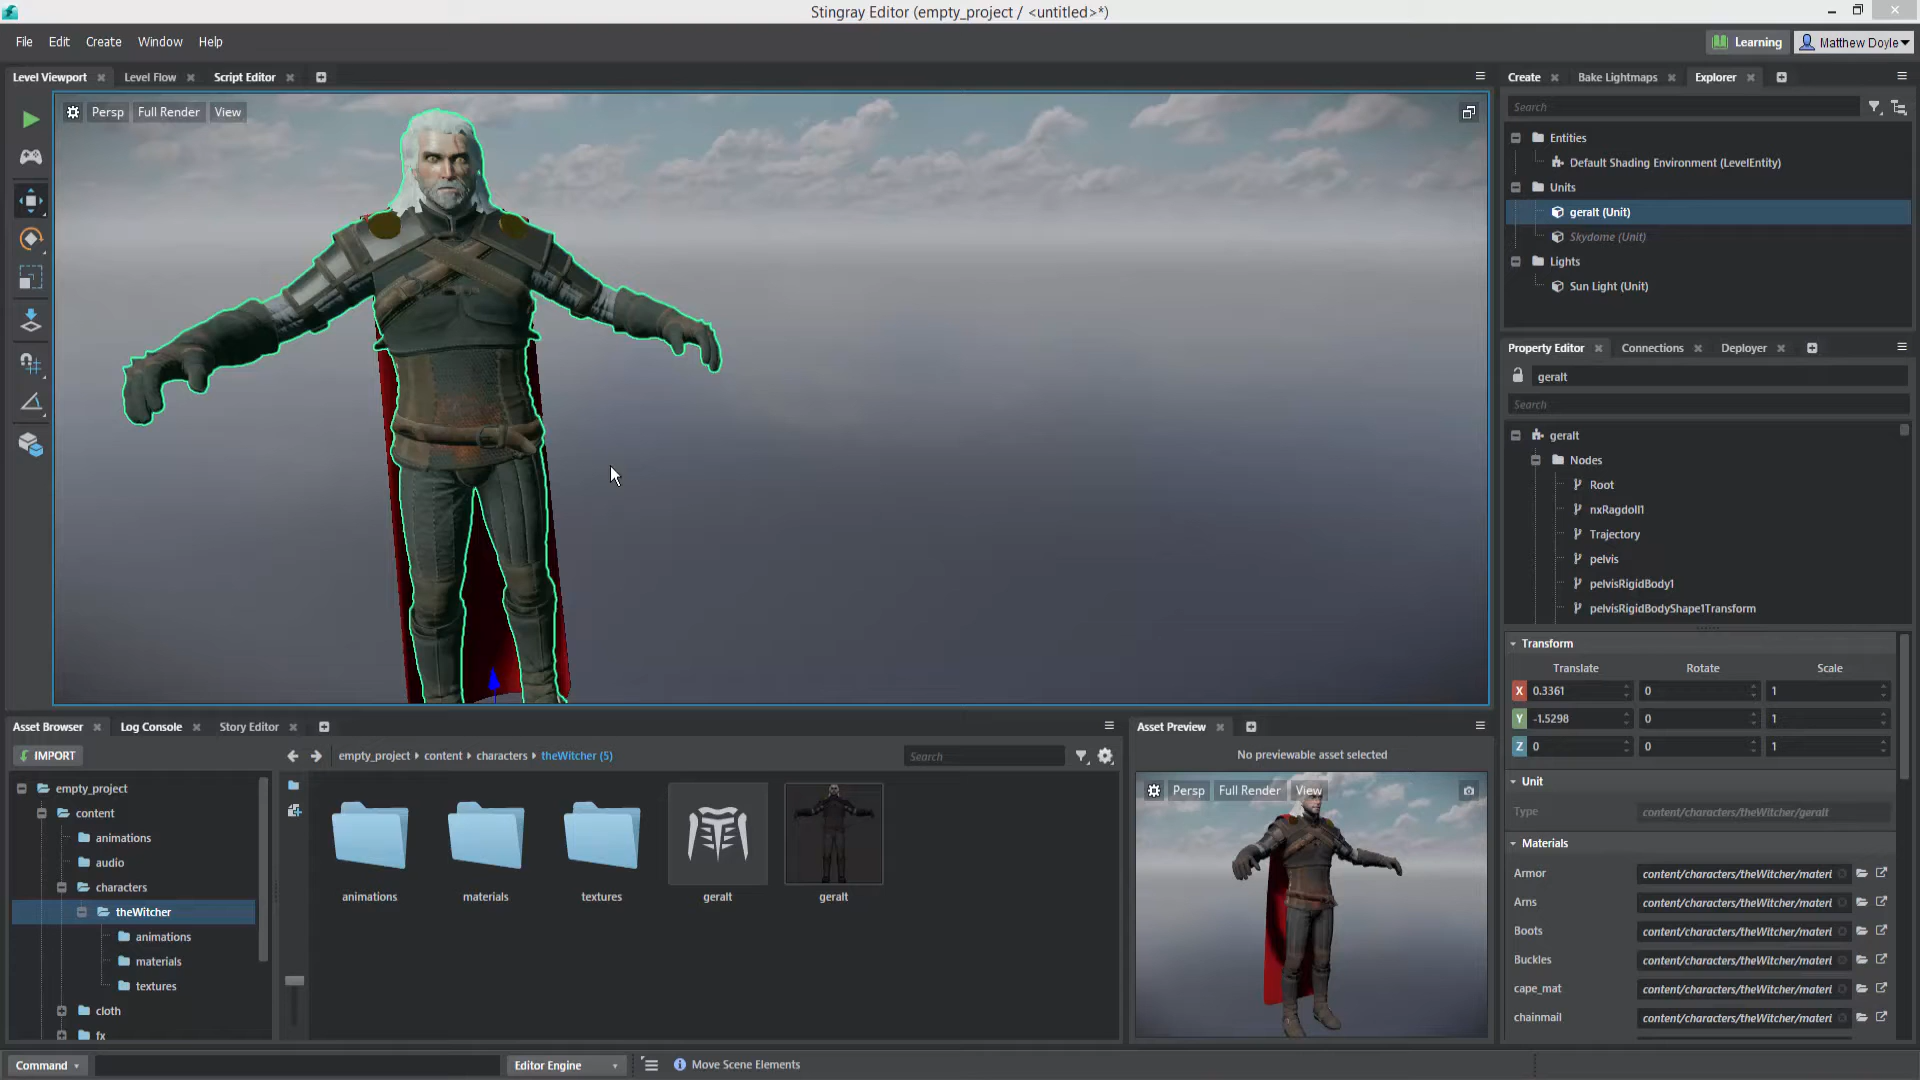 Stingray Editor (empty_project / <untitled>*)
File Edit Create Window Help
Learning Matthew Doyle
Level Viewport Level Flow Script Editor
Persp Full Render View
Create Bake Lightmaps Explorer
Search
Entities
Default Shading Environment (LevelEntity)
Units
geralt (Unit)
Skydome (Unit)
Lights
Sun Light (Unit)
Property Editor Connections Deployer
geralt
Search
geralt
Nodes
Root
nxRagdoll1
Trajectory
pelvis
pelvisRigidBody1
pelvisRigidBodyShape1Transform
Transform
Translate Rotate Scale
X 0.3361 0 1
Y -1.5298 0 1
Z 0 0 1
Unit
Type content/characters/theWitcher/geralt
Materials
Armor content/characters/theWitcher/materi
Arns content/characters/theWitcher/materi
Boots content/characters/theWitcher/materi
Buckles content/characters/theWitcher/materi
cape_mat content/characters/theWitcher/materi
chainmail content/characters/theWitcher/materi
Asset Browser Log Console Story Editor
IMPORT
empty_project content characters theWitcher (5)
Search
empty_project
content
animations
audio
characters
theWitcher
animations
materials
textures
cloth
fx
animations materials textures geralt geralt
Asset Preview
No previewable asset selected
Persp Full Render View
Command
Editor Engine
Move Scene Elements